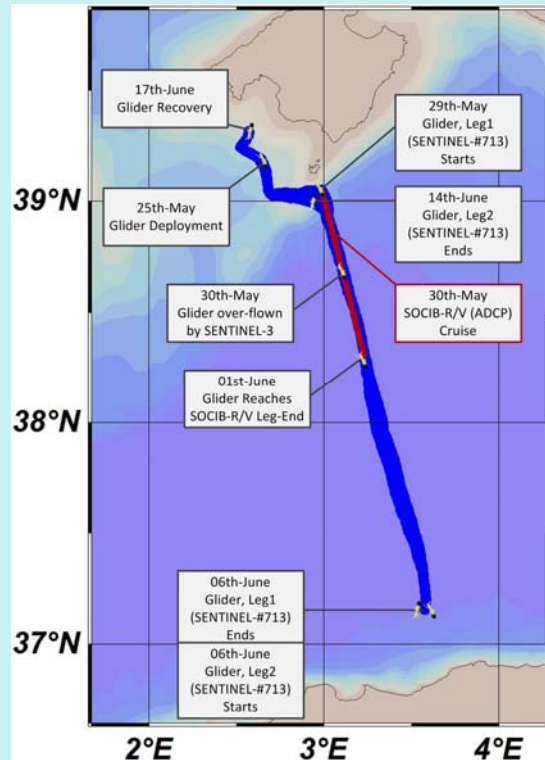 17th-June
Glider Recovery
29th-May
Glider, Leg1
(SENTINEL-#713)
Starts
39°N
25th-May
Glider Deployment
14th-June
Glider, Leg2
(SENTINEL-#713)
Ends
30th-May
Glider over-flown
by SENTINEL-3
30th-May
SOCIB-R/V (ADCP)
Cruise
01st-June
Glider Reaches
SOCIB-R/V Leg-End
38°N
06th-June
Glider, Leg1
(SENTINEL-#713)
Ends
37°N
06th-June
Glider, Leg2
(SENTINEL-#713)
Starts
2°E
3°E
4°E